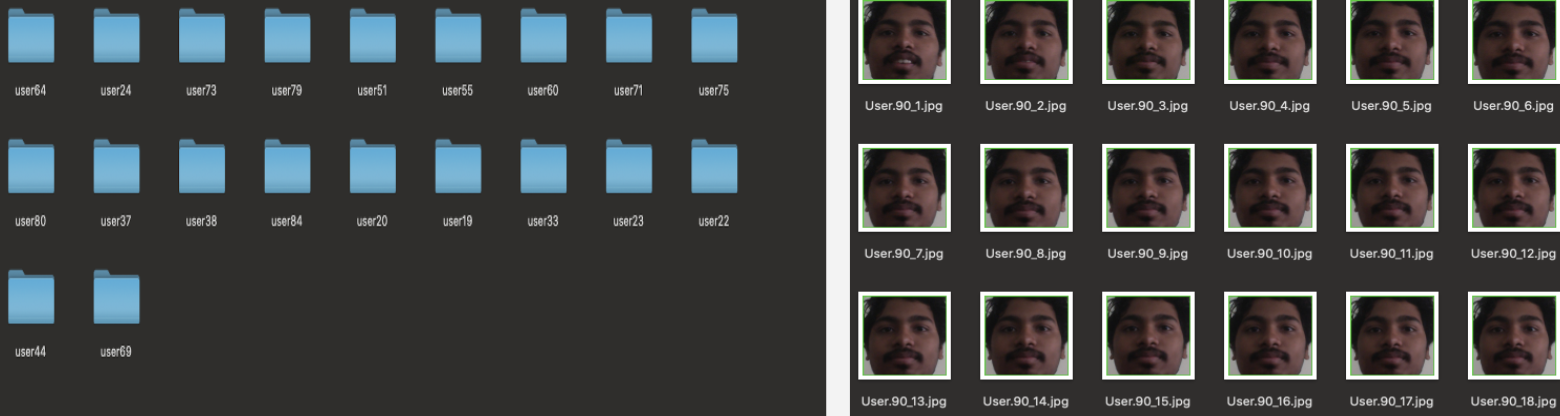 user64 user24 user73 user79 user51 user55 user60 user71 user75
user80 user37 user38 user84 user20 user19 user33 user23 user22
user44 user69
User.90_1.jpg User.90_2.jpg User.90_3.jpg User.90_4.jpg User.90_5.jpg User.90_6.jpg
User.90_7.jpg User.90_8.jpg User.90_9.jpg User.90_10.jpg User.90_11.jpg User.90_12.jpg
User.90_13.jpg User.90_14.jpg User.90_15.jpg User.90_16.jpg User.90_17.jpg User.90_18.jpg